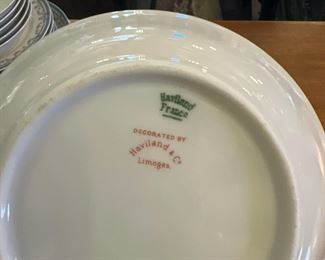 Haviland
France
DECORATED BY
Haviland & Co
Limoges